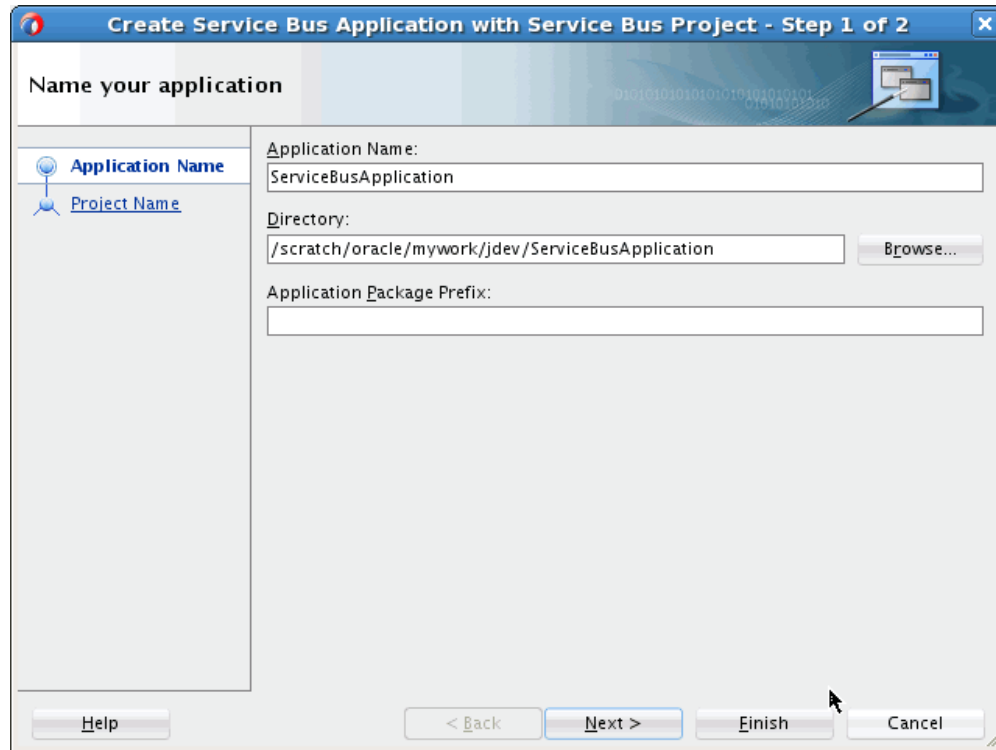 Create Service Bus Application with Service Bus Project - Step 1 of 2
Name your application
Application Name
Project Name
Application Name:
ServiceBusApplication
Directory:
/scratch/oracle/mywork/jdev/ServiceBusApplication
Browse...
Application Package Prefix:
Help
< Back
Next >
Finish
Cancel